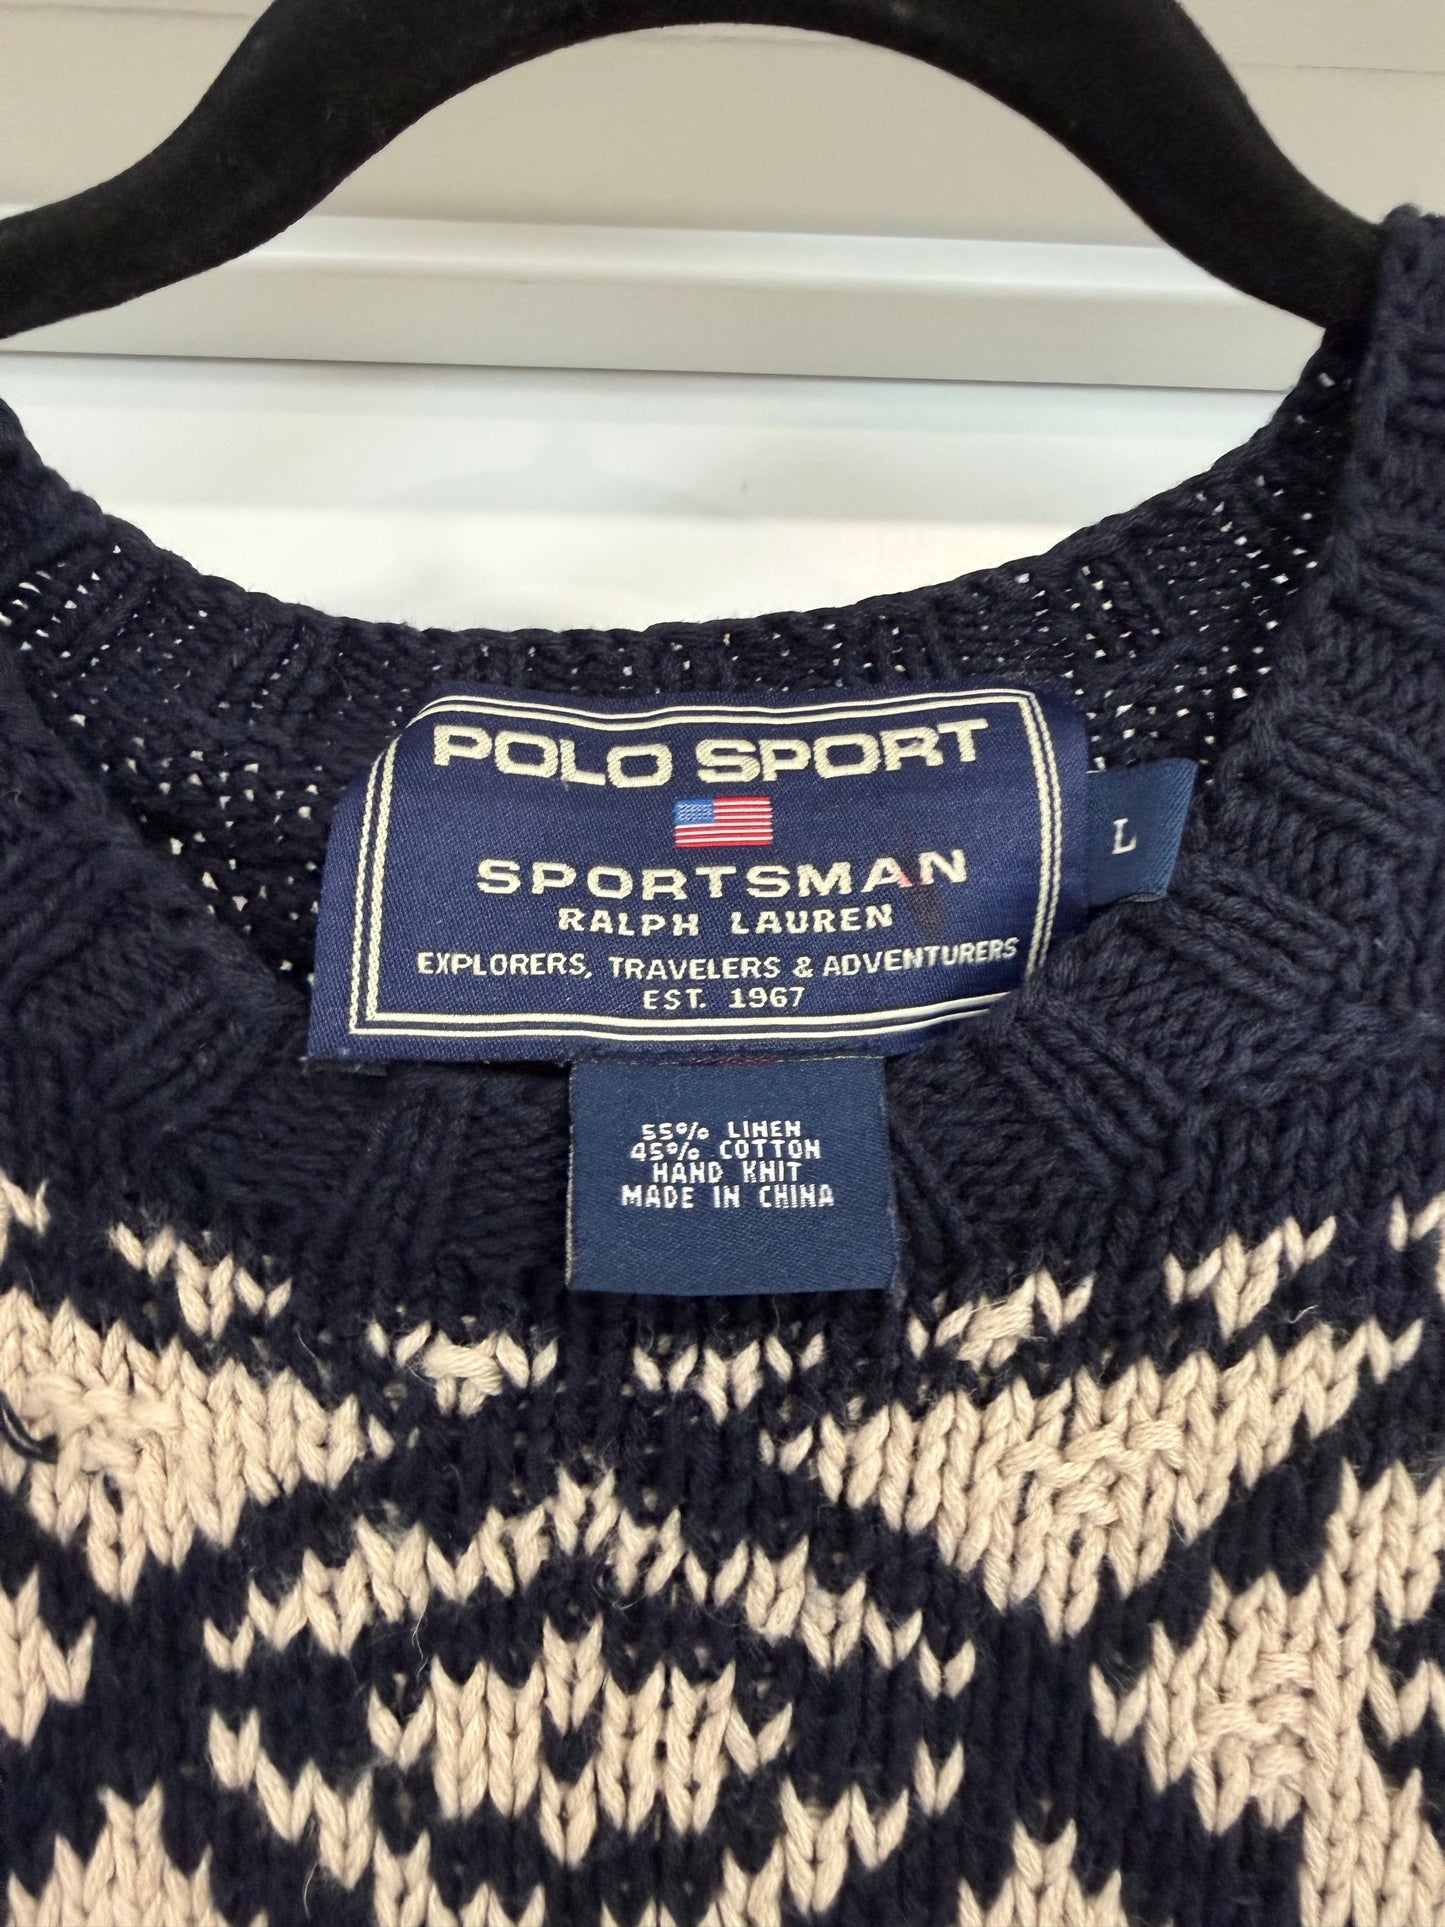 POLO SPORT
SPORTSMAN
RALPH LAUREN
EXPLORERS, TRAVELERS & ADVENTURERS
EST. 1967
L
55% LINEN
45% COTTON
HAND KNIT
MADE IN CHINA